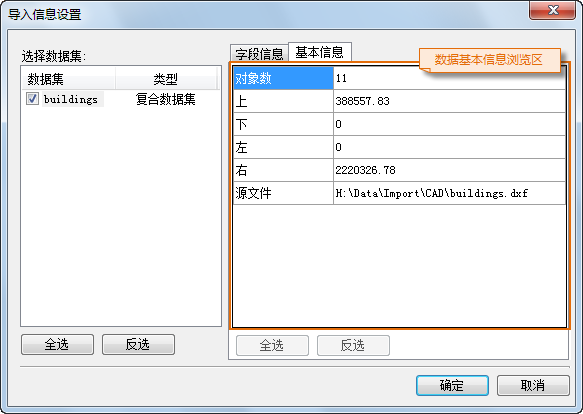 导入信息设置
选择数据集:
数据集 类型
buildings 复合数据集
全选 反选
字段信息 基本信息
数据基本信息浏览区
对象数 11
上 388557.83
下 0
左 0
右 2220326.78
源文件 H:\Data\Import\CAD\buildings.dxf
全选 反选
确定 取消